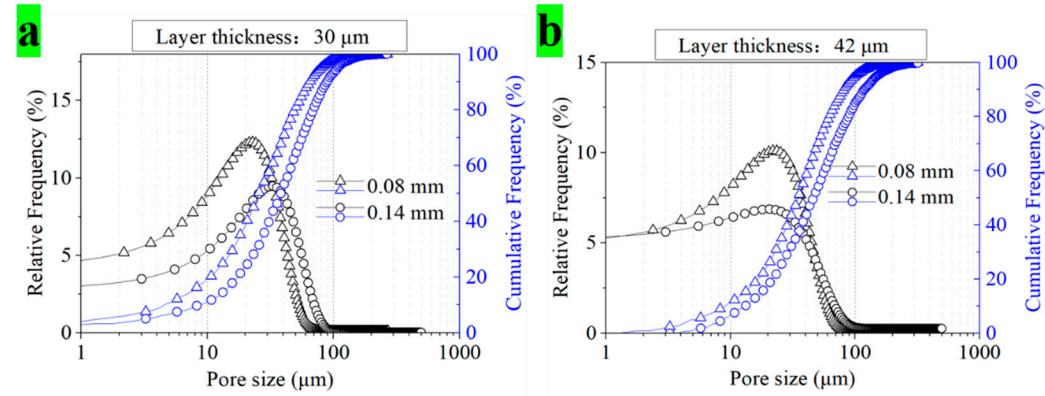 a
Layer thickness：30 μm
Relative Frequency (%)
15
10
5
0
100
80
60
40
20
0
Cumulative Frequency (%)
0.08 mm
0.14 mm
1
10
100
1000
Pore size (μm)
b
Layer thickness：42 μm
Relative Frequency (%)
15
10
5
0
100
80
60
40
20
0
Cumulative Frequency (%)
0.08 mm
0.14 mm
1
10
100
1000
Pore size (μm)